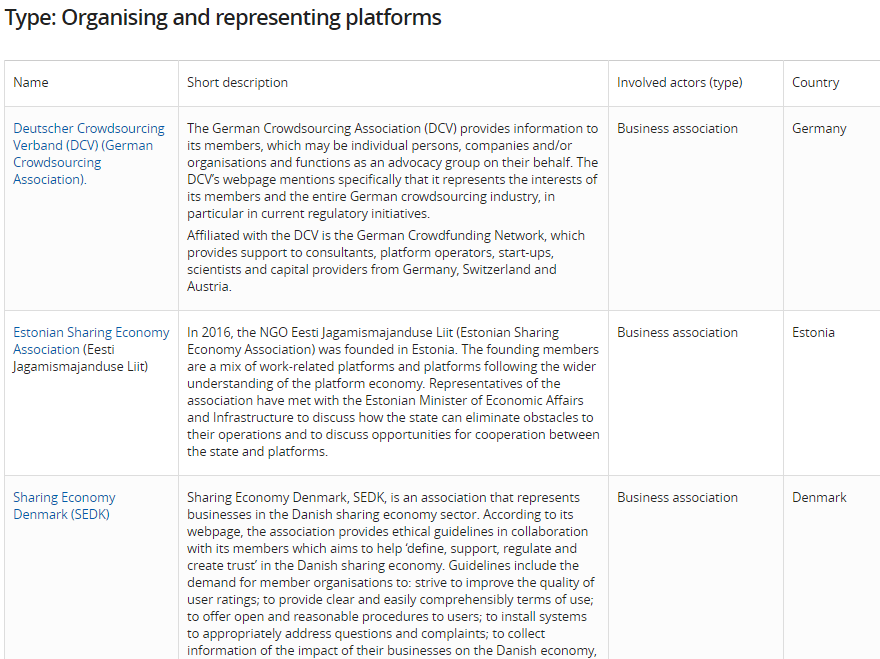 Type: Organising and representing platforms
Name
Short description
Involved actors (type)
Country
Deutscher Crowdsourcing
Verband (DCV) (German
Crowdsourcing
Association).
The German Crowdsourcing Association (DCV) provides information to
its members, which may be individual persons, companies and/or
organisations and functions as an advocacy group on their behalf. The
DCV's webpage mentions specifically that it represents the interests of
its members and the entire German crowdsourcing industry, in
particular in current regulatory initiatives.
Affiliated with the DCV is the German Crowdfunding Network, which
provides support to consultants, platform operators, start-ups,
scientists and capital providers from Germany, Switzerland and
Austria.
Business association
Germany
Estonian Sharing Economy
Association (Eesti
Jagamismajanduse Liit)
In 2016, the NGO Eesti Jagamismajanduse Liit (Estonian Sharing
Economy Association) was founded in Estonia. The founding members
are a mix of work-related platforms and platforms following the wider
understanding of the platform economy. Representatives of the
association have met with the Estonian Minister of Economic Affairs
and Infrastructure to discuss how the state can eliminate obstacles to
their operations and to discuss opportunities for cooperation between
the state and platforms.
Business association
Estonia
Sharing Economy
Denmark (SEDK)
Sharing Economy Denmark, SEDK, is an association that represents
businesses in the Danish sharing economy sector. According to its
webpage, the association provides ethical guidelines in collaboration
with its members which aims to help 'define, support, regulate and
create trust' in the Danish sharing economy. Guidelines include the
demand for member organisations to: strive to improve the quality of
user ratings; to provide clear and easily comprehensibly terms of use;
to offer open and reasonable procedures to users; to install systems
to appropriately address questions and complaints; to collect
information of the impact of their businesses on the Danish economy,
Business association
Denmark